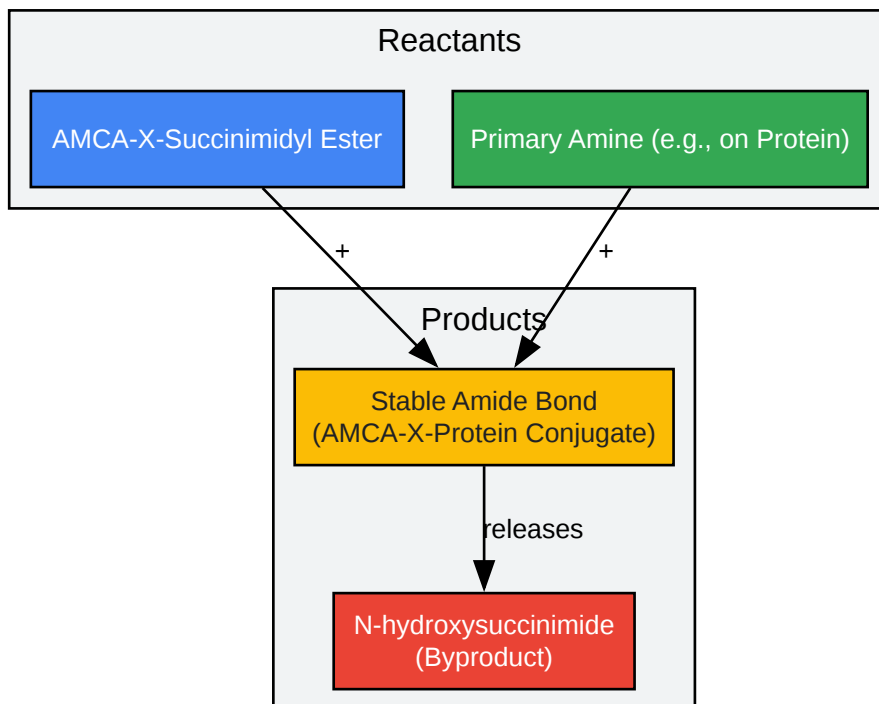 Reactants
AMCA-X-Succinimidyl Ester
Primary Amine (e.g., on Protein)
+
+
Products
Stable Amide Bond
(AMCA-X-Protein Conjugate)
releases
N-hydroxysuccinimide
(Byproduct)